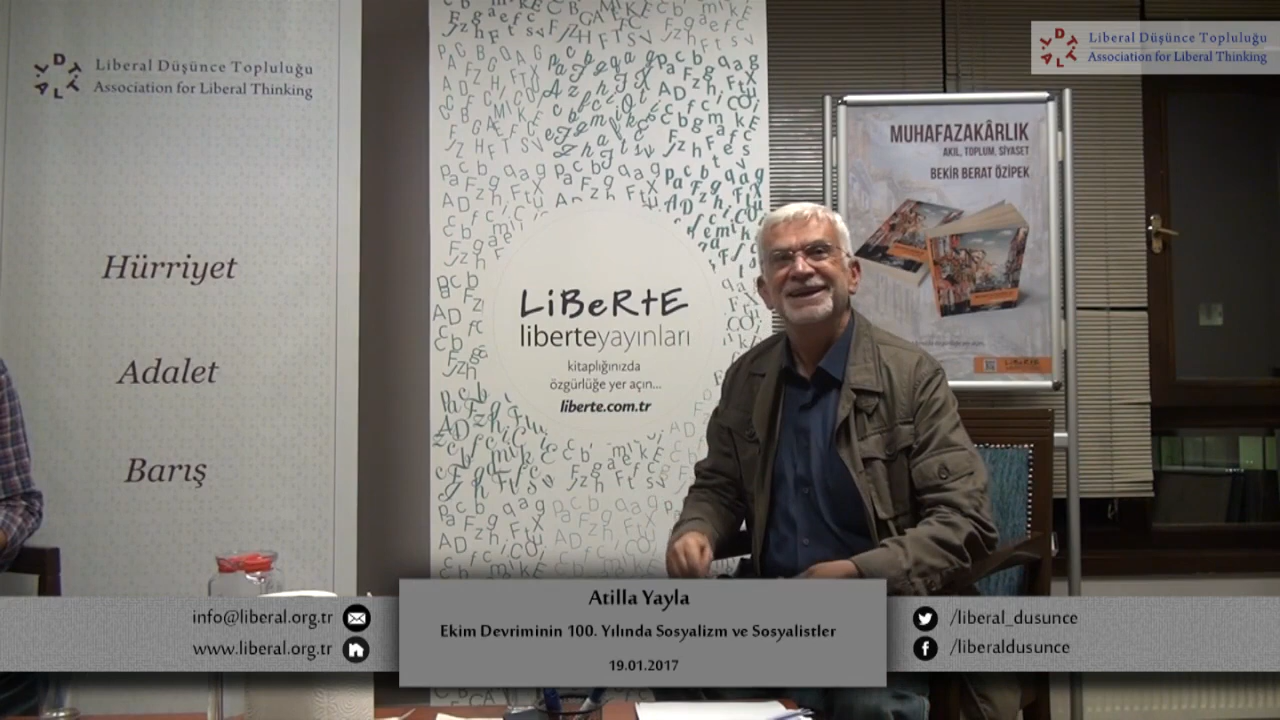 Liberal Düşünce Topluluğu
Association for Liberal Thinking
Hürriyet
Adalet
Barış
LiBeRtE
liberteyayınları
kitaplığınızda
özgürlüğe yer açın...
liberte.com.tr
MUHAFAZAKÂRLIK
AKIL, TOPLUM, SİYASET
BEKİR BERAT ÖZİPEK
LiBeRtE
Liberal Düşünce Topluluğu
Association for Liberal Thinking
info@liberal.org.tr
www.liberal.org.tr
Atilla Yayla
Ekim Devriminin 100. Yılında Sosyalizm ve Sosyalistler
19.01.2017
/liberal_dusunce
/liberaldusunce